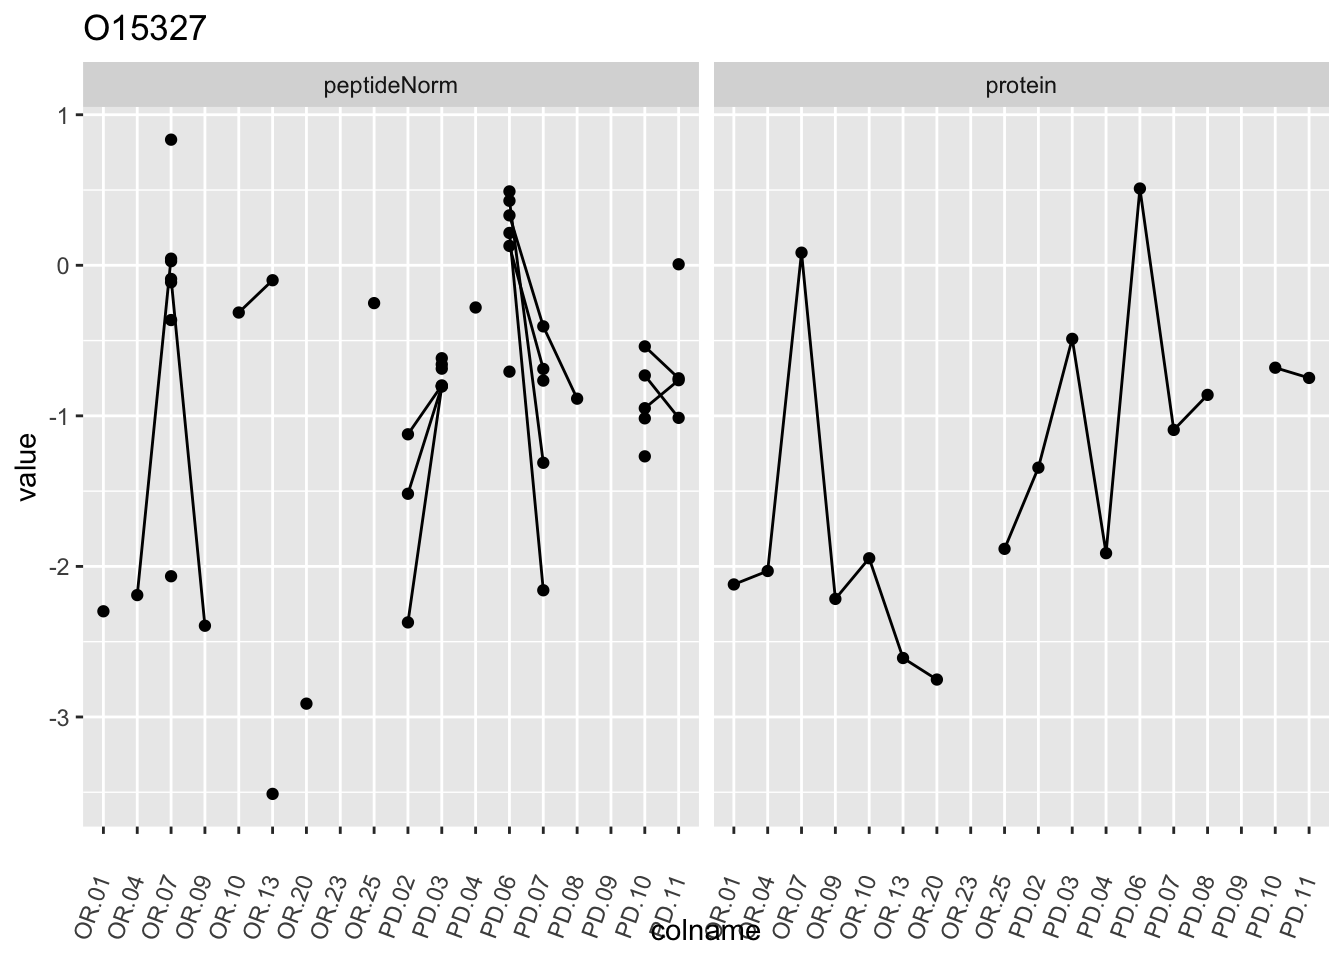 O15327
peptideNorm protein
1
0
-1
-2
-3
value
OR.01 OR.04 OR.07 OR.09 OR.10 OR.13 OR.20 OR.23 OR.25 PD.02 PD.03 PD.04 PD.06 PD.07 PD.08 PD.09 PD.10 PD.11 OR.01 OR.04 OR.07 OR.09 OR.10 OR.13 OR.20 OR.23 OR.25 PD.02 PD.03 PD.04 PD.06 PD.07 PD.08 PD.09 PD.10 PD.11
colname